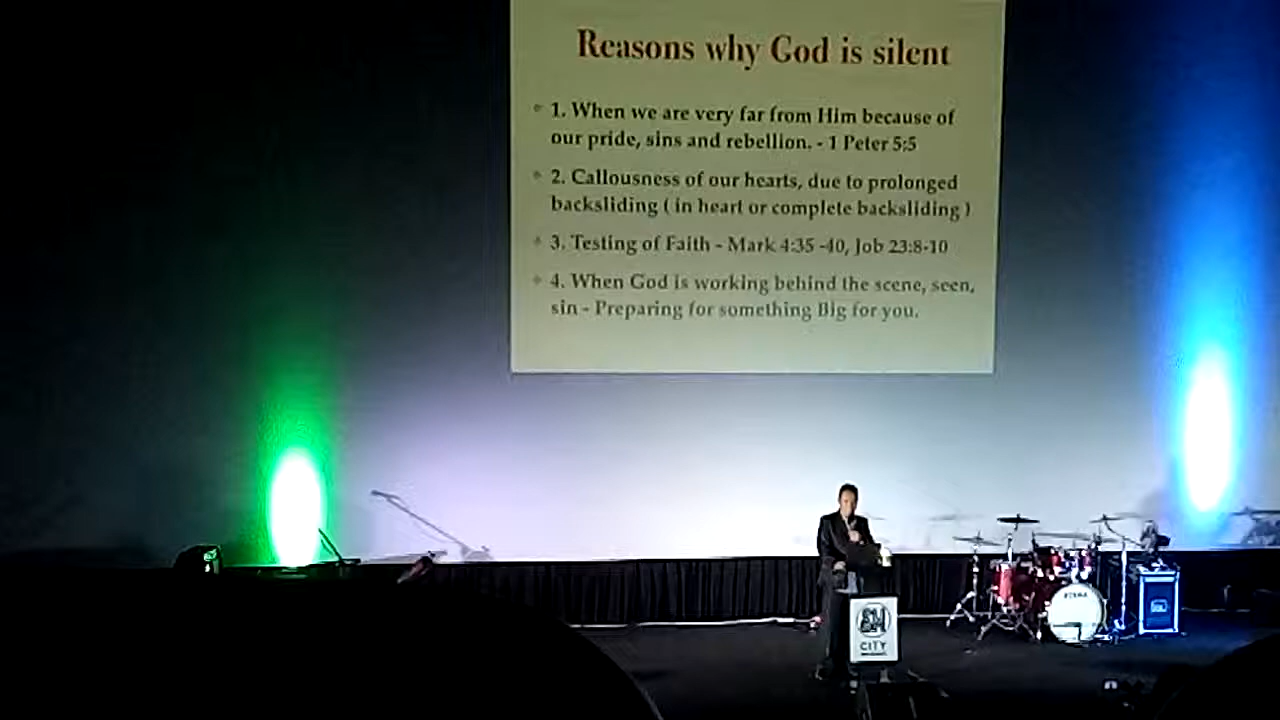 Reasons why God is silent
1. When we are very far from Him because of
our pride, sins and rebellion. - 1 Peter 5:5
2. Callousness of our hearts, due to prolonged
backsliding ( in heart or complete backsliding )
3. Testing of Faith - Mark 4:35 -40, Job 23:8-10
4. When God is working behind the scene, seen,
sin - Preparing for something Big for you.
TAMA
SM
CITY